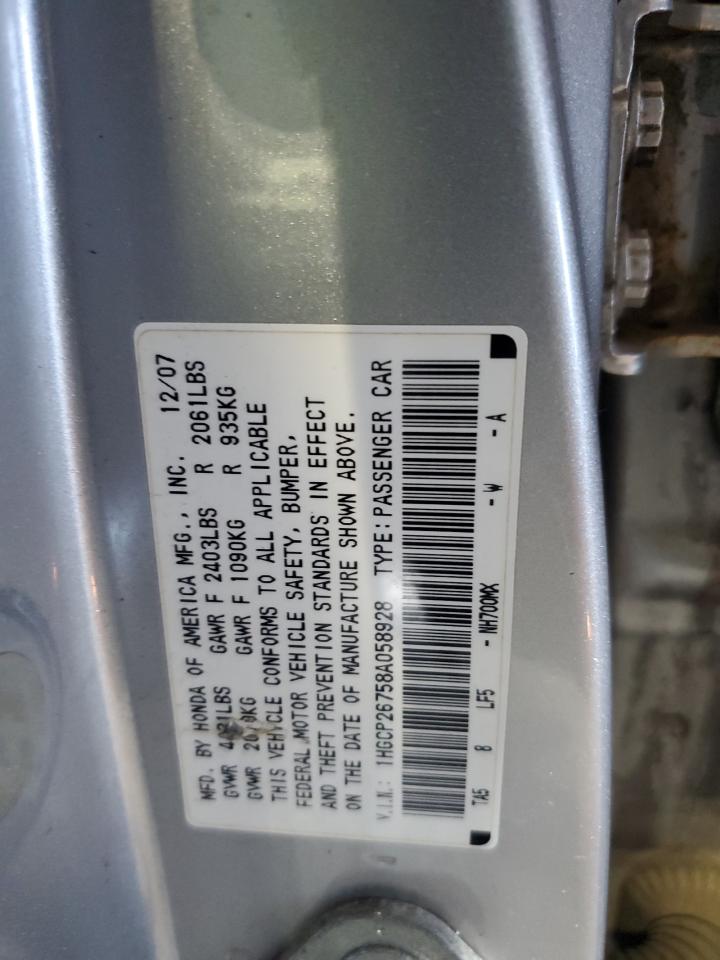 MFD. BY HONDA OF AMERICA MFG., INC. 12/07
GVWR LBS GAWR F 2403LBS R 2061LBS
GVWR GAWR F 1090KG R 935KG
THIS VEHICLE CONFORMS TO ALL APPLICABLE
FEDERAL MOTOR VEHICLE SAFETY, BUMPER,
AND THEFT PREVENTION STANDARDS IN EFFECT
ON THE DATE OF MANUFACTURE SHOWN ABOVE.
V.I.N.: 1HGCP26758A058928 TYPE: PASSENGER CAR
TA5 8 LF5 - NH700MX - W - A